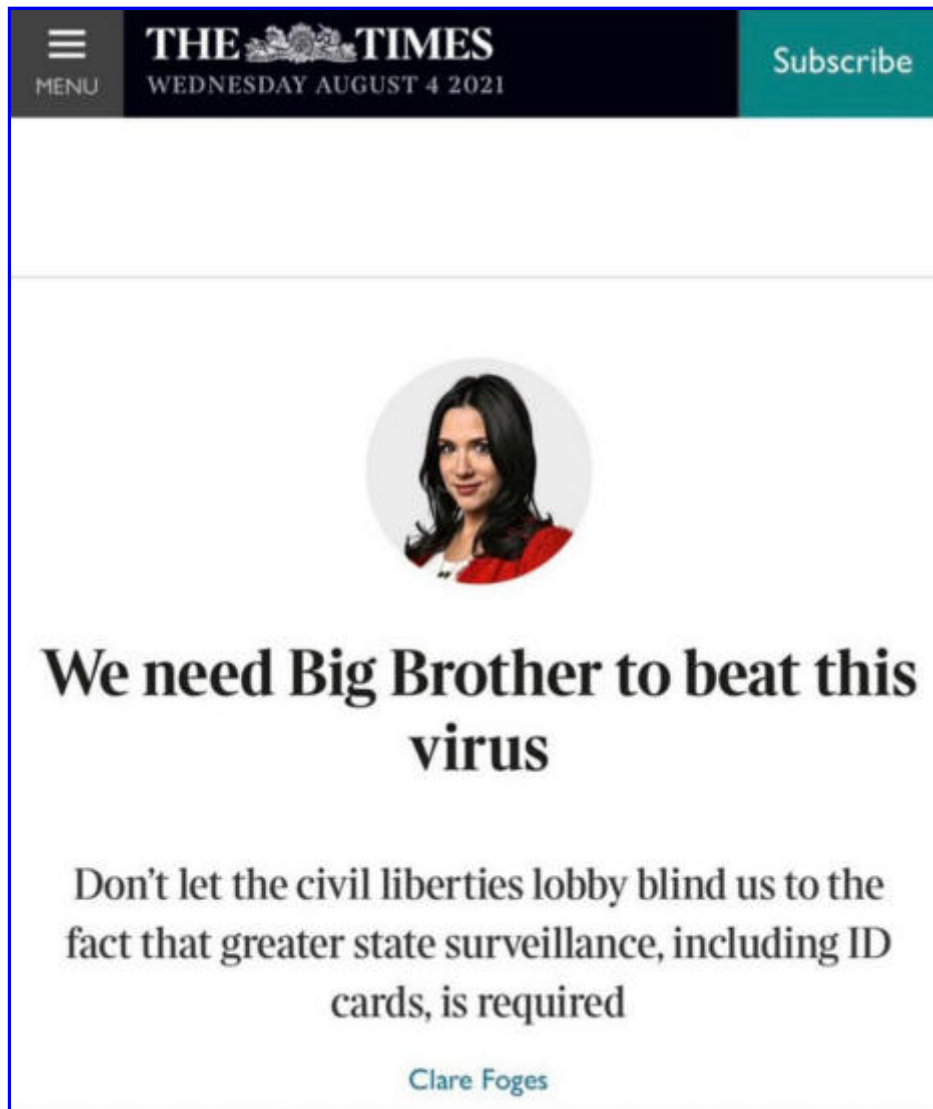 THE TIMES
MENU
WEDNESDAY AUGUST 4 2021
Subscribe
We need Big Brother to beat this
virus
Don't let the civil liberties lobby blind us to the
fact that greater state surveillance, including ID
cards, is required
Clare Foges